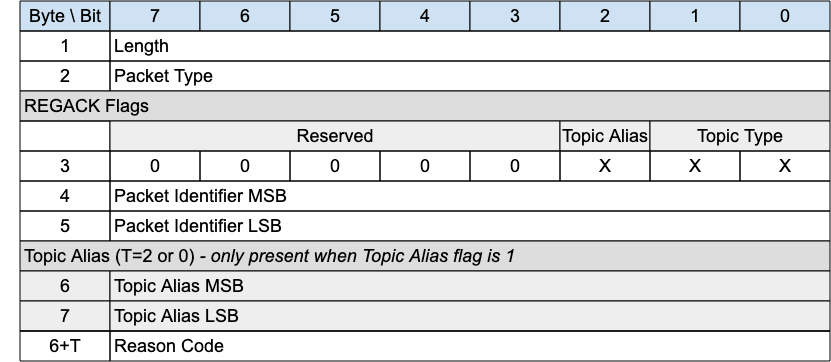 Byte \ Bit 7 6 5 4 3 2 1 0
1 Length
2 Packet Type
REGACK Flags
Reserved Topic Alias Topic Type
3 0 0 0 0 0 X X X
4 Packet Identifier MSB
5 Packet Identifier LSB
Topic Alias (T=2 or 0) - only present when Topic Alias flag is 1
6 Topic Alias MSB
7 Topic Alias LSB
6+T Reason Code